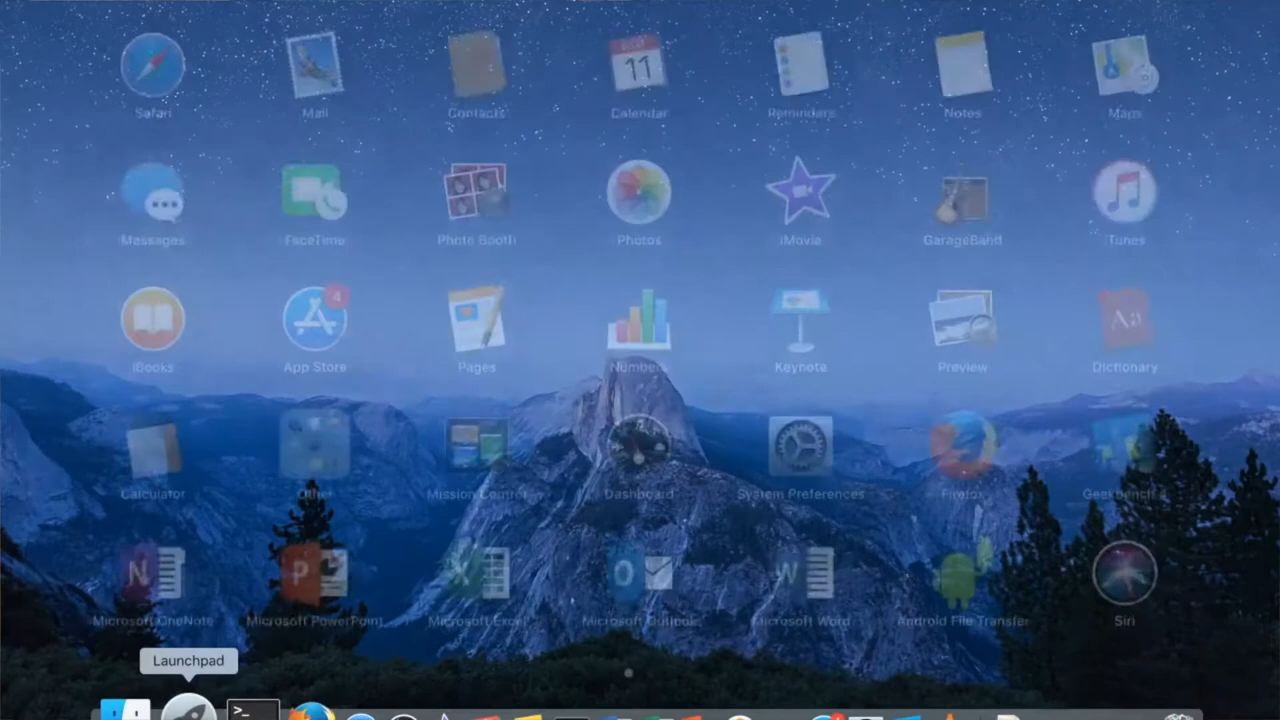 Safari Mail Contacts Calendar Reminders Notes Maps
11
Messages FaceTime Photo Booth Photos iMovie GarageBand iTunes
4
Aa
iBooks App Store Pages Numbers Keynote Preview Dictionary
Calculator Other Mission Control Dashboard System Preferences Firefox
N P X O W
Microsoft OneNote Microsoft PowerPoint Microsoft Excel Microsoft Outlook Microsoft Word Android File Transfer Siri
Launchpad
>_